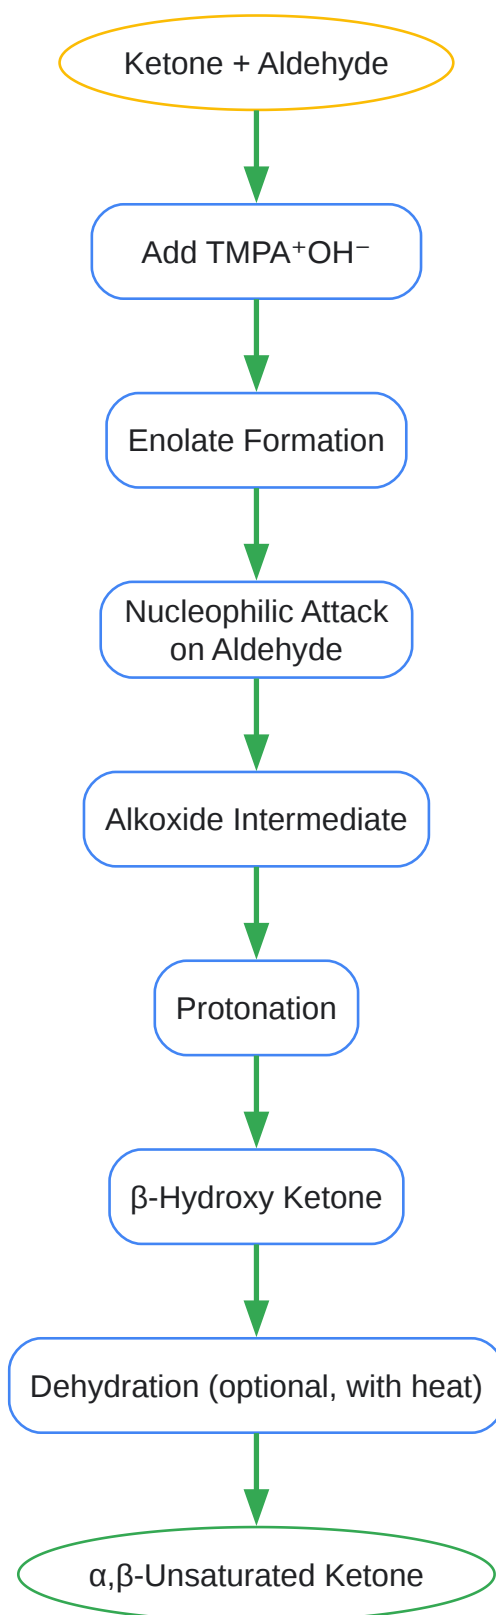 Ketone + Aldehyde
Add TMPA⁺OH⁻
Enolate Formation
Nucleophilic Attack
on Aldehyde
Alkoxide Intermediate
Protonation
β-Hydroxy Ketone
Dehydration (optional, with heat)
α,β-Unsaturated Ketone